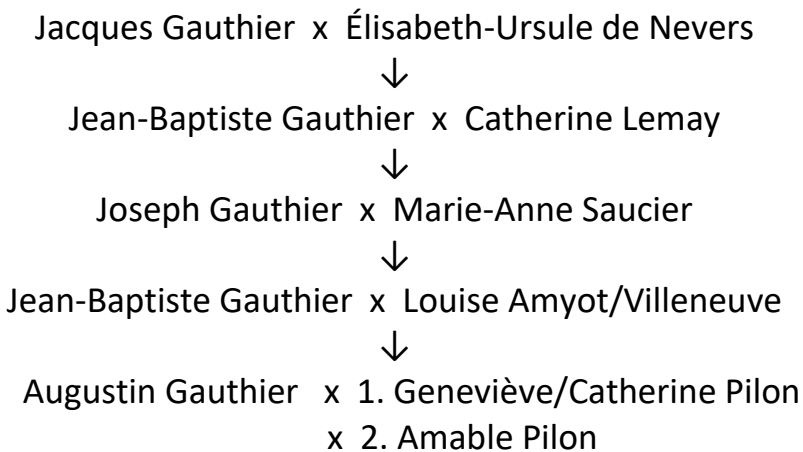 Jacques Gauthier x Élisabeth-Ursule de Nevers
↓
Jean-Baptiste Gauthier x Catherine Lemay
↓
Joseph Gauthier x Marie-Anne Saucier
↓
Jean-Baptiste Gauthier x Louise Amyot/Villeneuve
↓
Augustin Gauthier x 1. Geneviève/Catherine Pilon
x 2. Amable Pilon